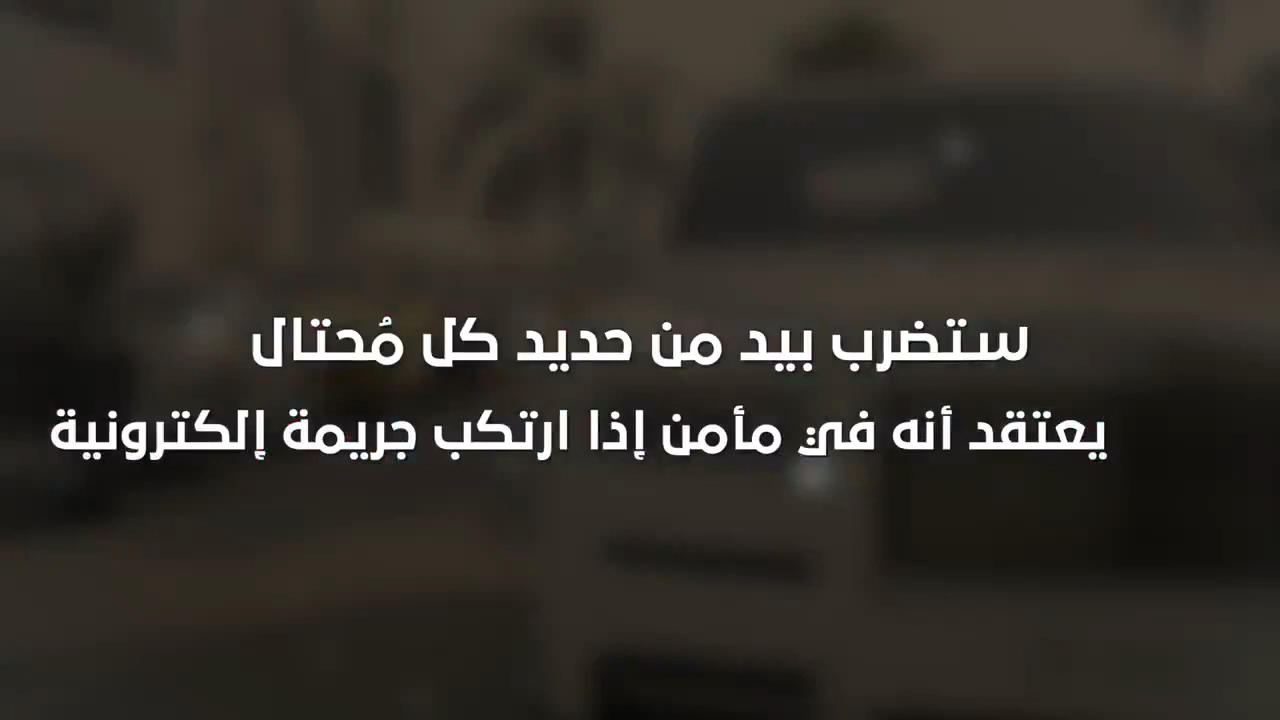 ستضرب بيد من حديد كل مُحتال
يعتقد أنه في مأمن إذا ارتكب جريمة إلكترونية